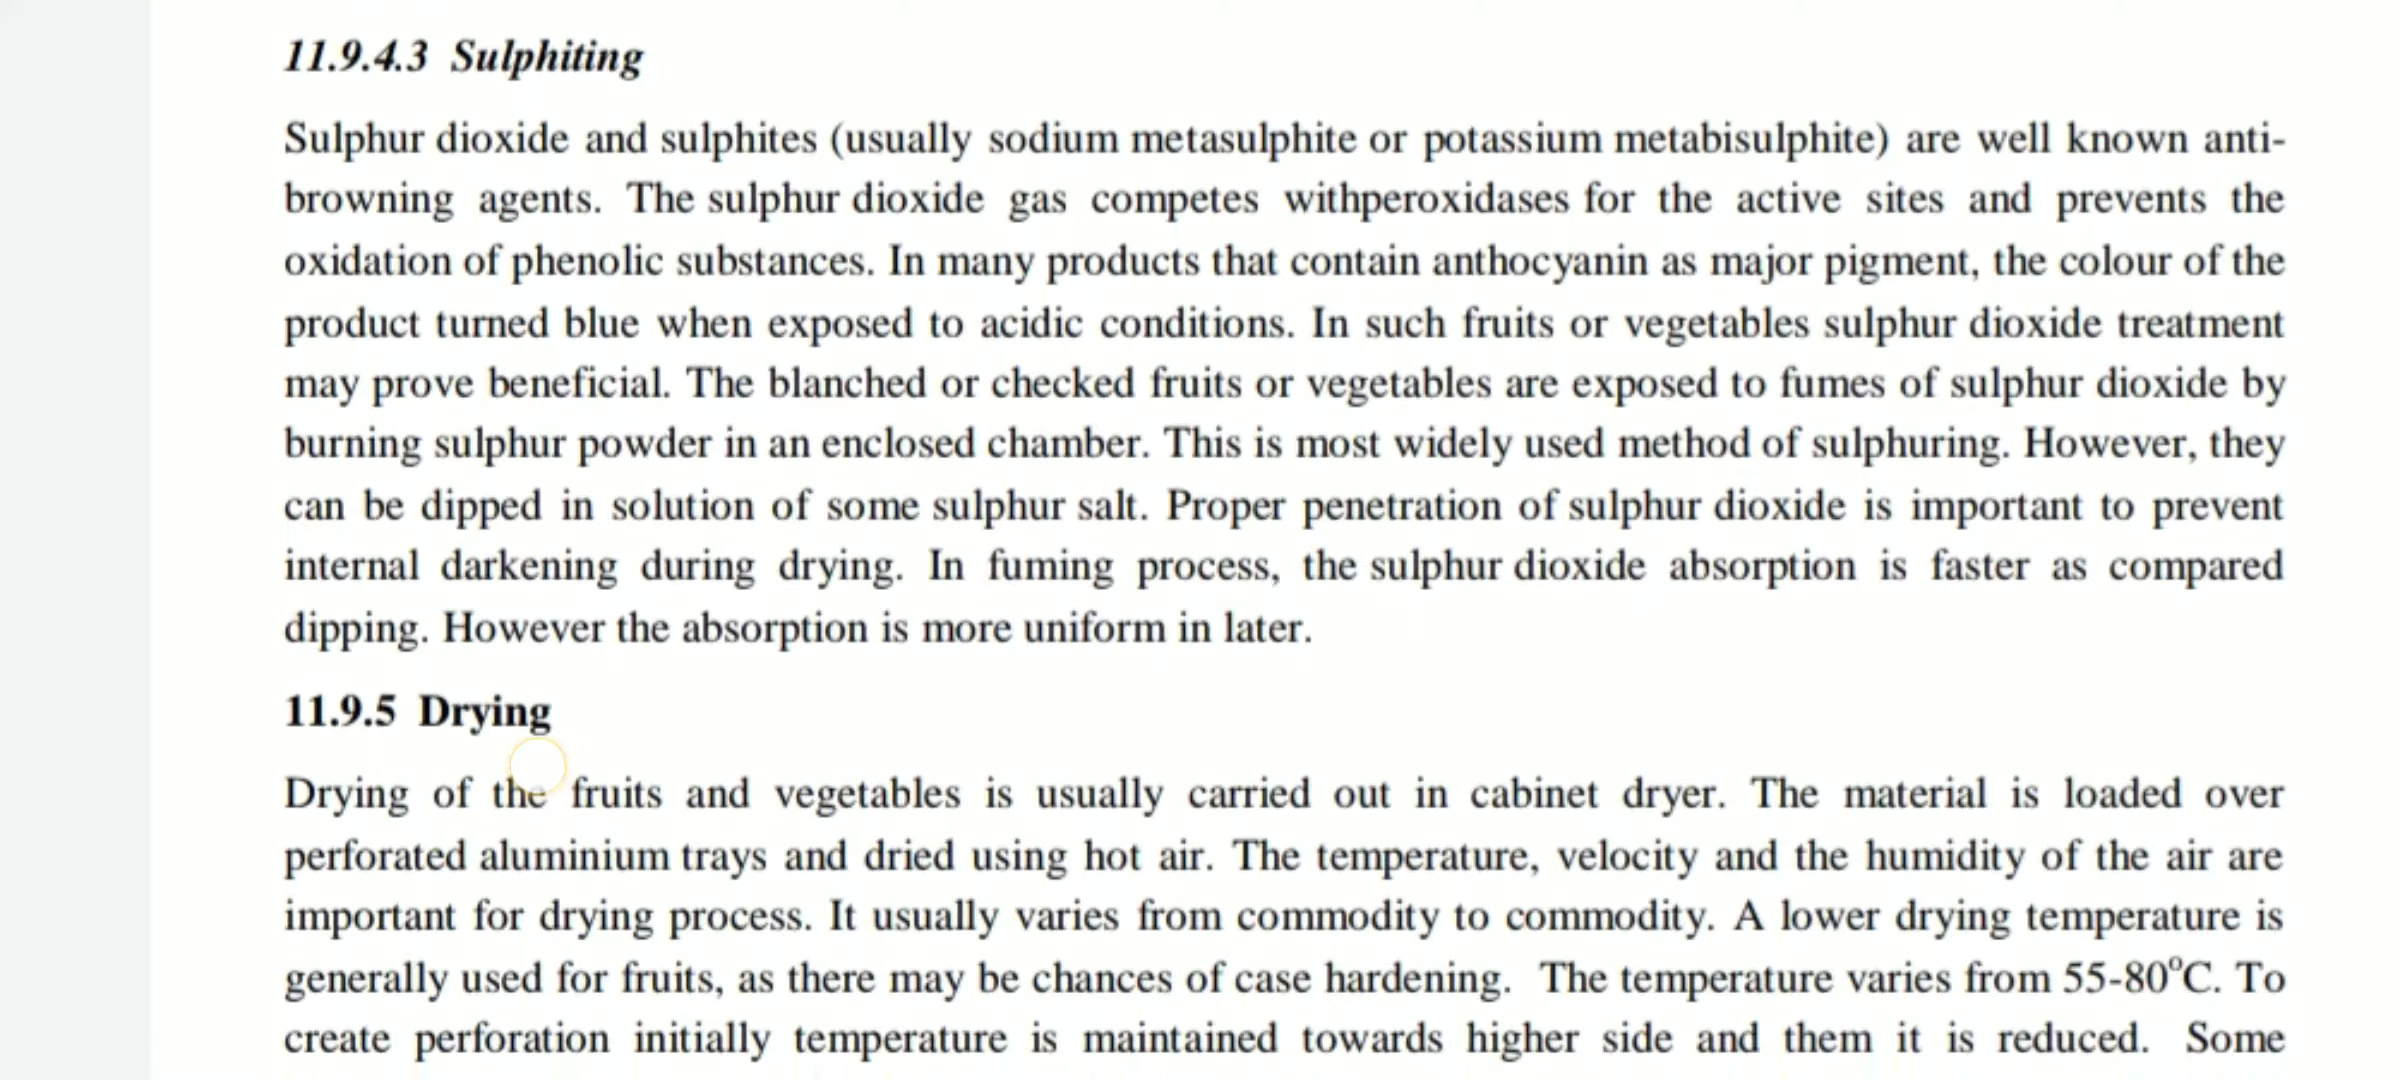 11.9.4.3 Sulphiting
Sulphur dioxide and sulphites (usually sodium metasulphite or potassium metabisulphite) are well known anti-
browning agents. The sulphur dioxide gas competes withperoxidases for the active sites and prevents the
oxidation of phenolic substances. In many products that contain anthocyanin as major pigment, the colour of the
product turned blue when exposed to acidic conditions. In such fruits or vegetables sulphur dioxide treatment
may prove beneficial. The blanched or checked fruits or vegetables are exposed to fumes of sulphur dioxide by
burning sulphur powder in an enclosed chamber. This is most widely used method of sulphuring. However, they
can be dipped in solution of some sulphur salt. Proper penetration of sulphur dioxide is important to prevent
internal darkening during drying. In fuming process, the sulphur dioxide absorption is faster as compared
dipping. However the absorption is more uniform in later.
11.9.5 Drying
Drying of the fruits and vegetables is usually carried out in cabinet dryer. The material is loaded over
perforated aluminium trays and dried using hot air. The temperature, velocity and the humidity of the air are
important for drying process. It usually varies from commodity to commodity. A lower drying temperature is
generally used for fruits, as there may be chances of case hardening. The temperature varies from 55-80°C. To
create perforation initially temperature is maintained towards higher side and them it is reduced. Some